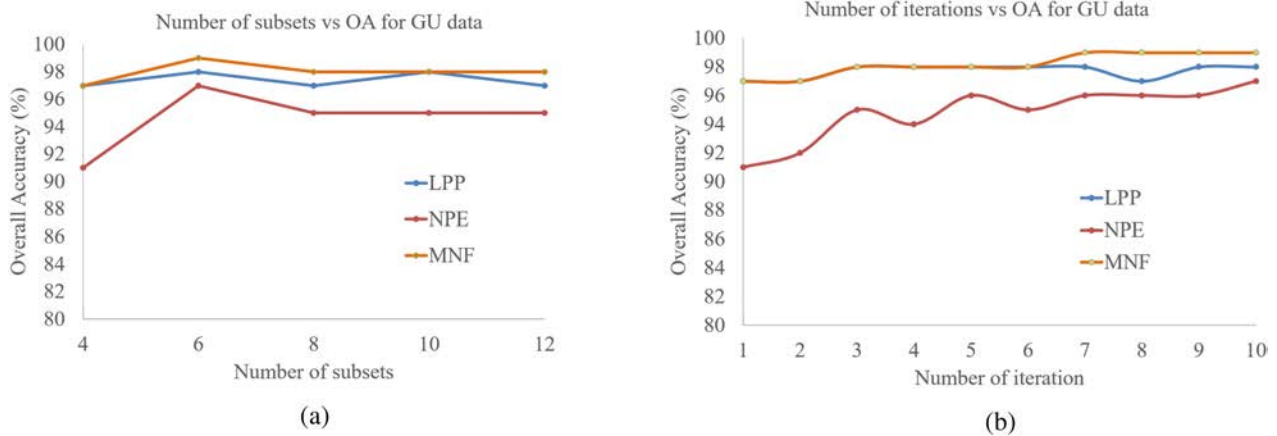 Number of subsets vs OA for GU data
100
98
96
94
92
90
88
86
84
82
80
Overall Accuracy (%)
LPP
NPE
MNF
4 6 8 10 12
Number of subsets
(a)
Number of iterations vs OA for GU data
100
98
96
94
92
90
88
86
84
82
80
Overall Accuracy (%)
LPP
NPE
MNF
1 2 3 4 5 6 7 8 9 10
Number of iteration
(b)